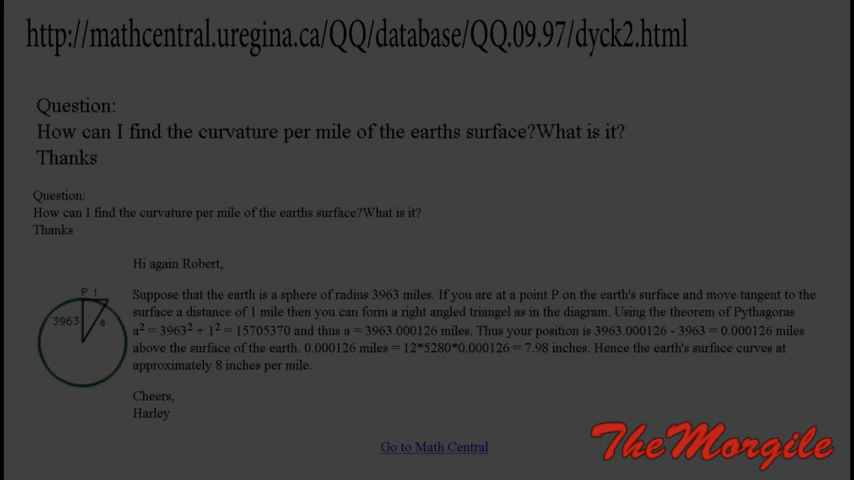 http://mathcentral.uregina.ca/QQ/database/QQ.09.97/dyck2.html
Question:
How can I find the curvature per mile of the earths surface?What is it?
Thanks
Question:
How can I find the curvature per mile of the earths surface?What is it?
Thanks
Hi again Robert,
P 1
3963
a
Suppose that the earth is a sphere of radius 3963 miles. If you are at a point P on the earth's surface and move tangent to the
surface a distance of 1 mile then you can form a right angled triangel as in the diagram. Using the theorem of Pythagoras
a² = 3963² + 1² = 15705370 and thus a = 3963.000126 miles. Thus your position is 3963.000126 - 3963 = 0.000126 miles
above the surface of the earth. 0.000126 miles = 12*5280*0.000126 = 7.98 inches. Hence the earth's surface curves at
approximately 8 inches per mile.
Cheers,
Harley
Go to Math Central
TheMorgile